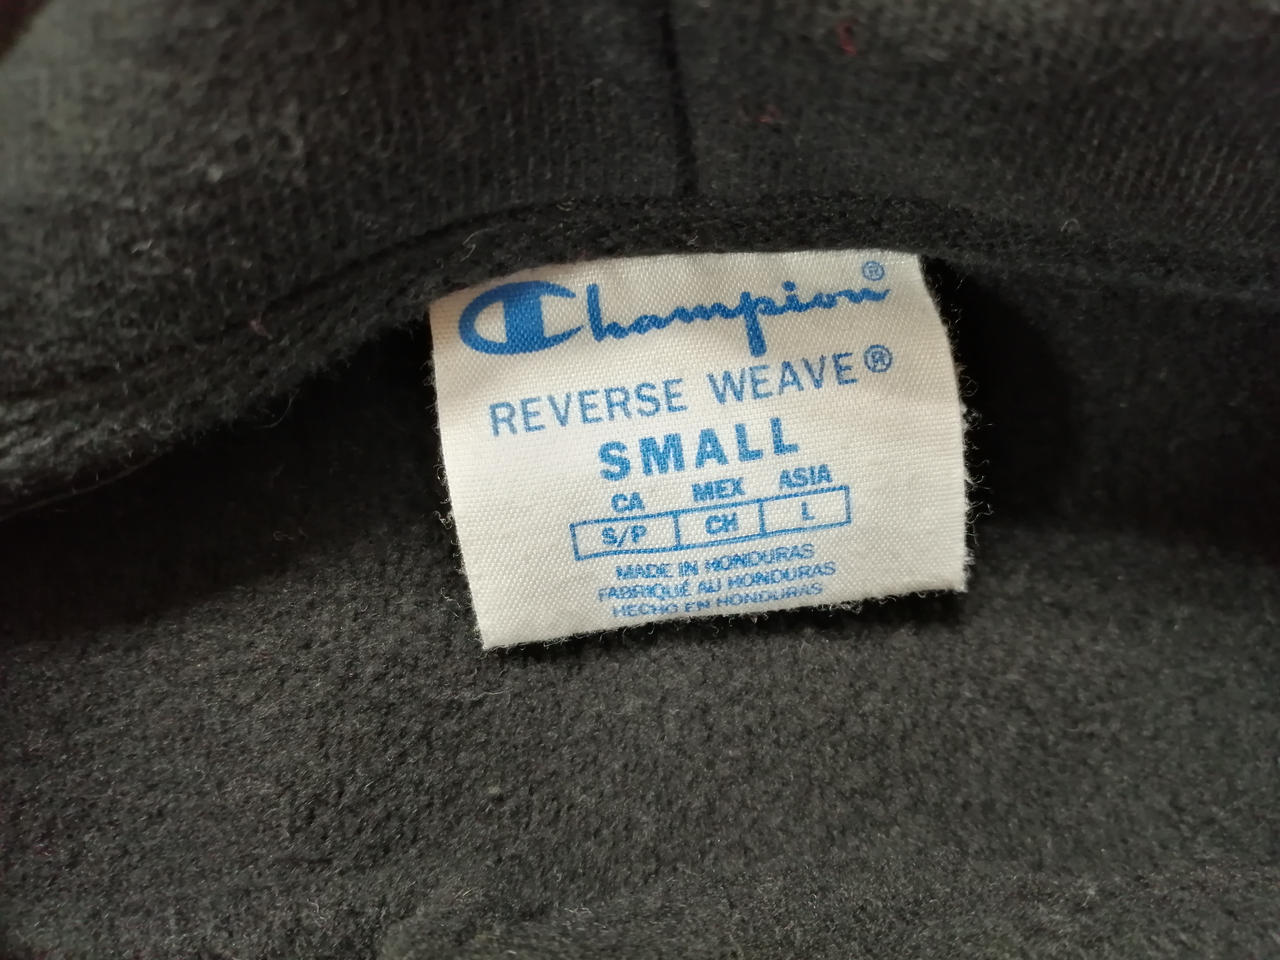 Champion®
REVERSE WEAVE®
SMALL
CA MEX ASIA
S/P CH L
MADE IN HONDURAS
FABRIQUÉ AU HONDURAS
HECHO EN HONDURAS